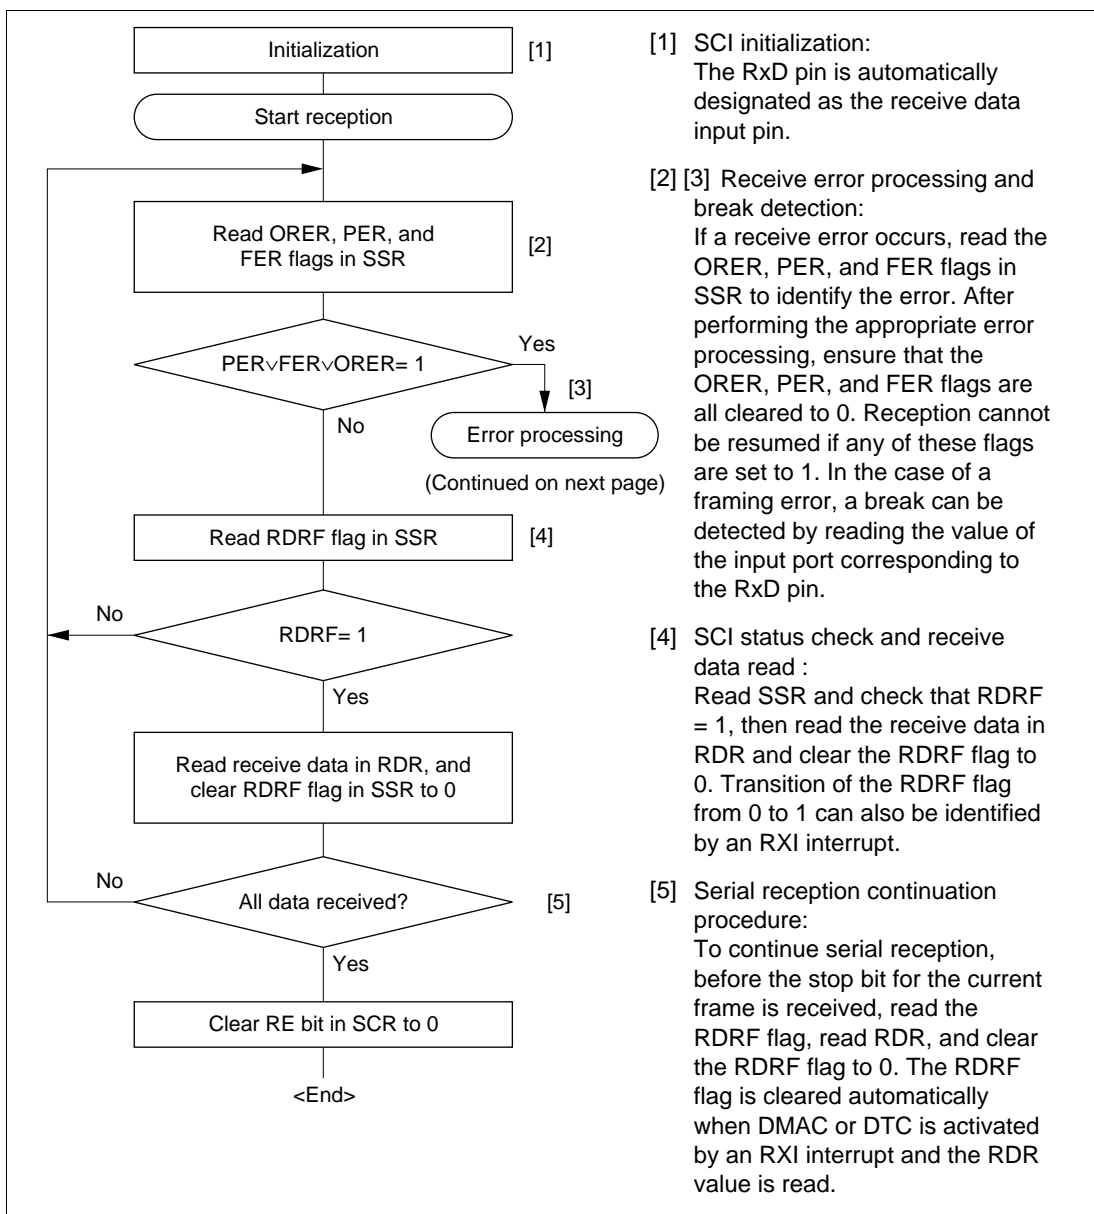 Initialization
[1]
Start reception
Read ORER, PER, and
FER flags in SSR
[2]
PER∨FER∨ORER= 1
Yes
[3]
No
Error processing
(Continued on next page)
Read RDRF flag in SSR
[4]
No
RDRF= 1
Yes
Read receive data in RDR, and
clear RDRF flag in SSR to 0
No
All data received?
[5]
Yes
Clear RE bit in SCR to 0
<End>
[1] SCI initialization:
The RxD pin is automatically
designated as the receive data
input pin.
[2] [3] Receive error processing and
break detection:
If a receive error occurs, read the
ORER, PER, and FER flags in
SSR to identify the error. After
performing the appropriate error
processing, ensure that the
ORER, PER, and FER flags are
all cleared to 0. Reception cannot
be resumed if any of these flags
are set to 1. In the case of a
framing error, a break can be
detected by reading the value of
the input port corresponding to
the RxD pin.
[4] SCI status check and receive
data read :
Read SSR and check that RDRF
= 1, then read the receive data in
RDR and clear the RDRF flag to
0. Transition of the RDRF flag
from 0 to 1 can also be identified
by an RXI interrupt.
[5] Serial reception continuation
procedure:
To continue serial reception,
before the stop bit for the current
frame is received, read the
RDRF flag, read RDR, and clear
the RDRF flag to 0. The RDRF
flag is cleared automatically
when DMAC or DTC is activated
by an RXI interrupt and the RDR
value is read.